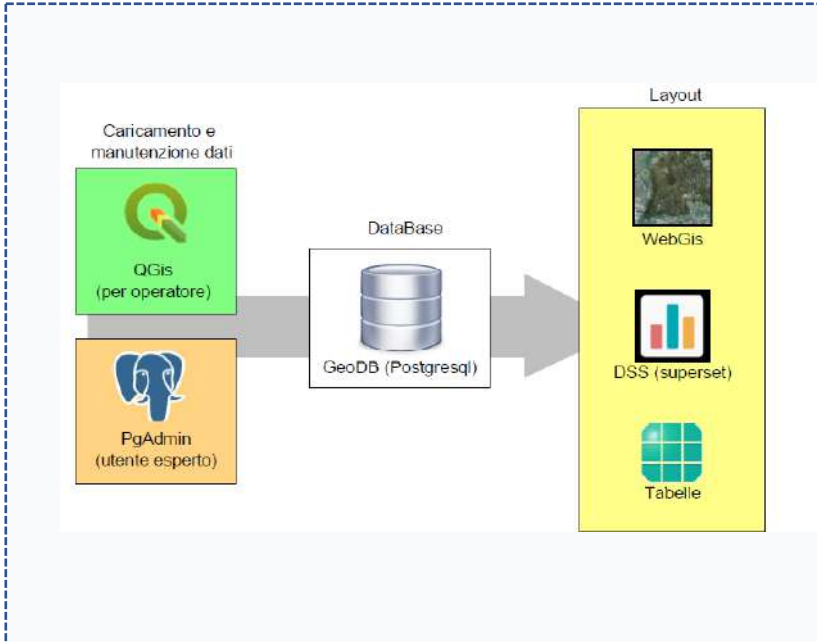 Caricamento e
manutenzione dati
QGis
(per operatore)
PgAdmin
(utente esperto)
DataBase
GeoDB (Postgresql)
Layout
WebGis
DSS (superset)
Tabelle